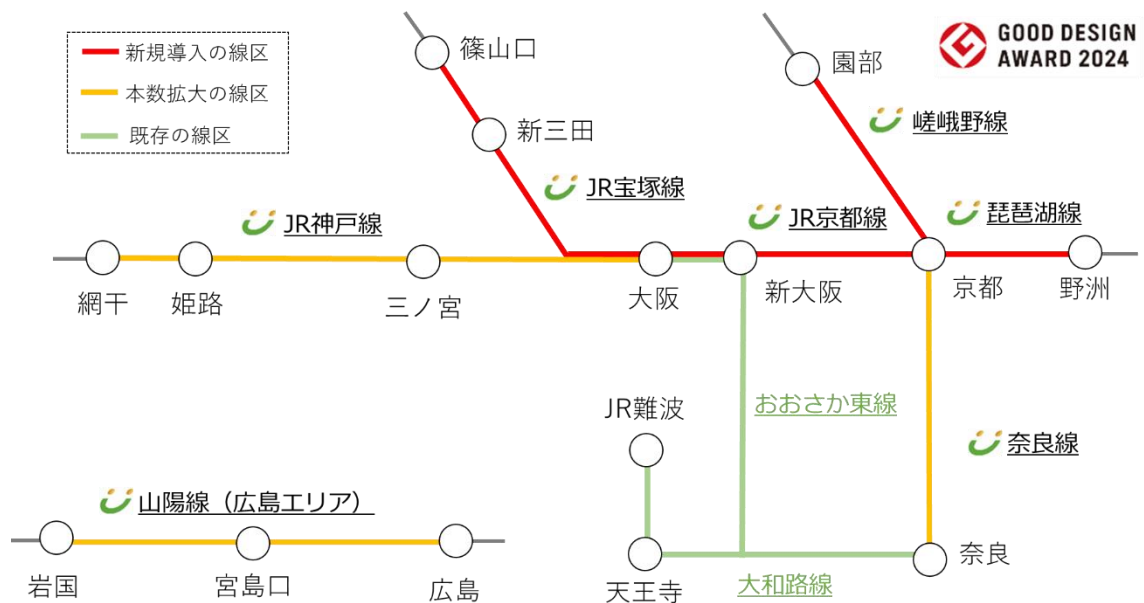 新規導入の線区
本数拡大の線区
既存の線区
篠山口
園部
GOOD DESIGN
AWARD 2024
新三田
嵯峨野線
JR宝塚線
JR神戸線
JR京都線
琵琶湖線
網干
姫路
三ノ宮
大阪
新大阪
京都
野洲
JR難波
おおさか東線
奈良線
山陽線（広島エリア）
岩国
宮島口
広島
天王寺
大和路線
奈良